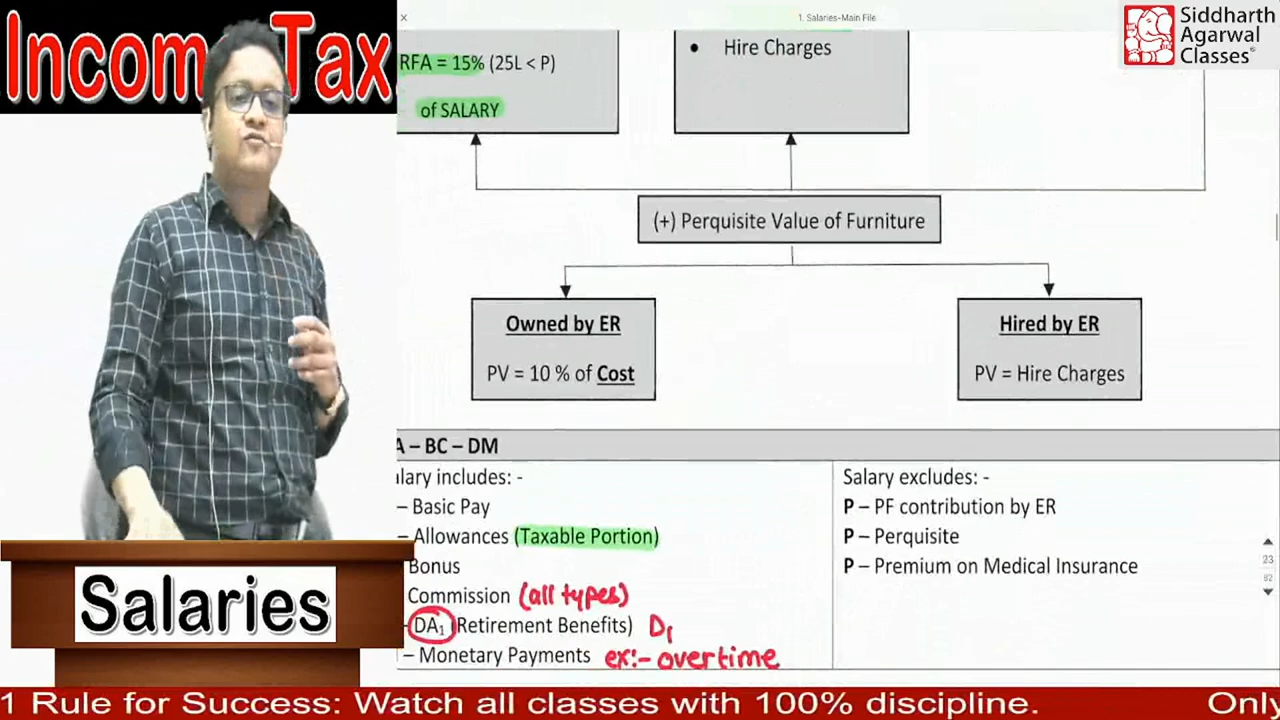 Income Tax
×
1. Salaries-Main File
Siddharth
Agarwal
Classes
RFA = 15% (25L < P)
of SALARY
• Hire Charges
(+) Perquisite Value of Furniture
Owned by ER
PV = 10 % of Cost
Hired by ER
PV = Hire Charges
A – BC – DM
alary includes: -
– Basic Pay
– Allowances (Taxable Portion)
Bonus
Commission (all types)
- DA1 (Retirement Benefits) D1
– Monetary Payments ex:- overtime
Salary excludes: -
P – PF contribution by ER
P – Perquisite
P – Premium on Medical Insurance
23
Salaries
1 Rule for Success: Watch all classes with 100% discipline. Only